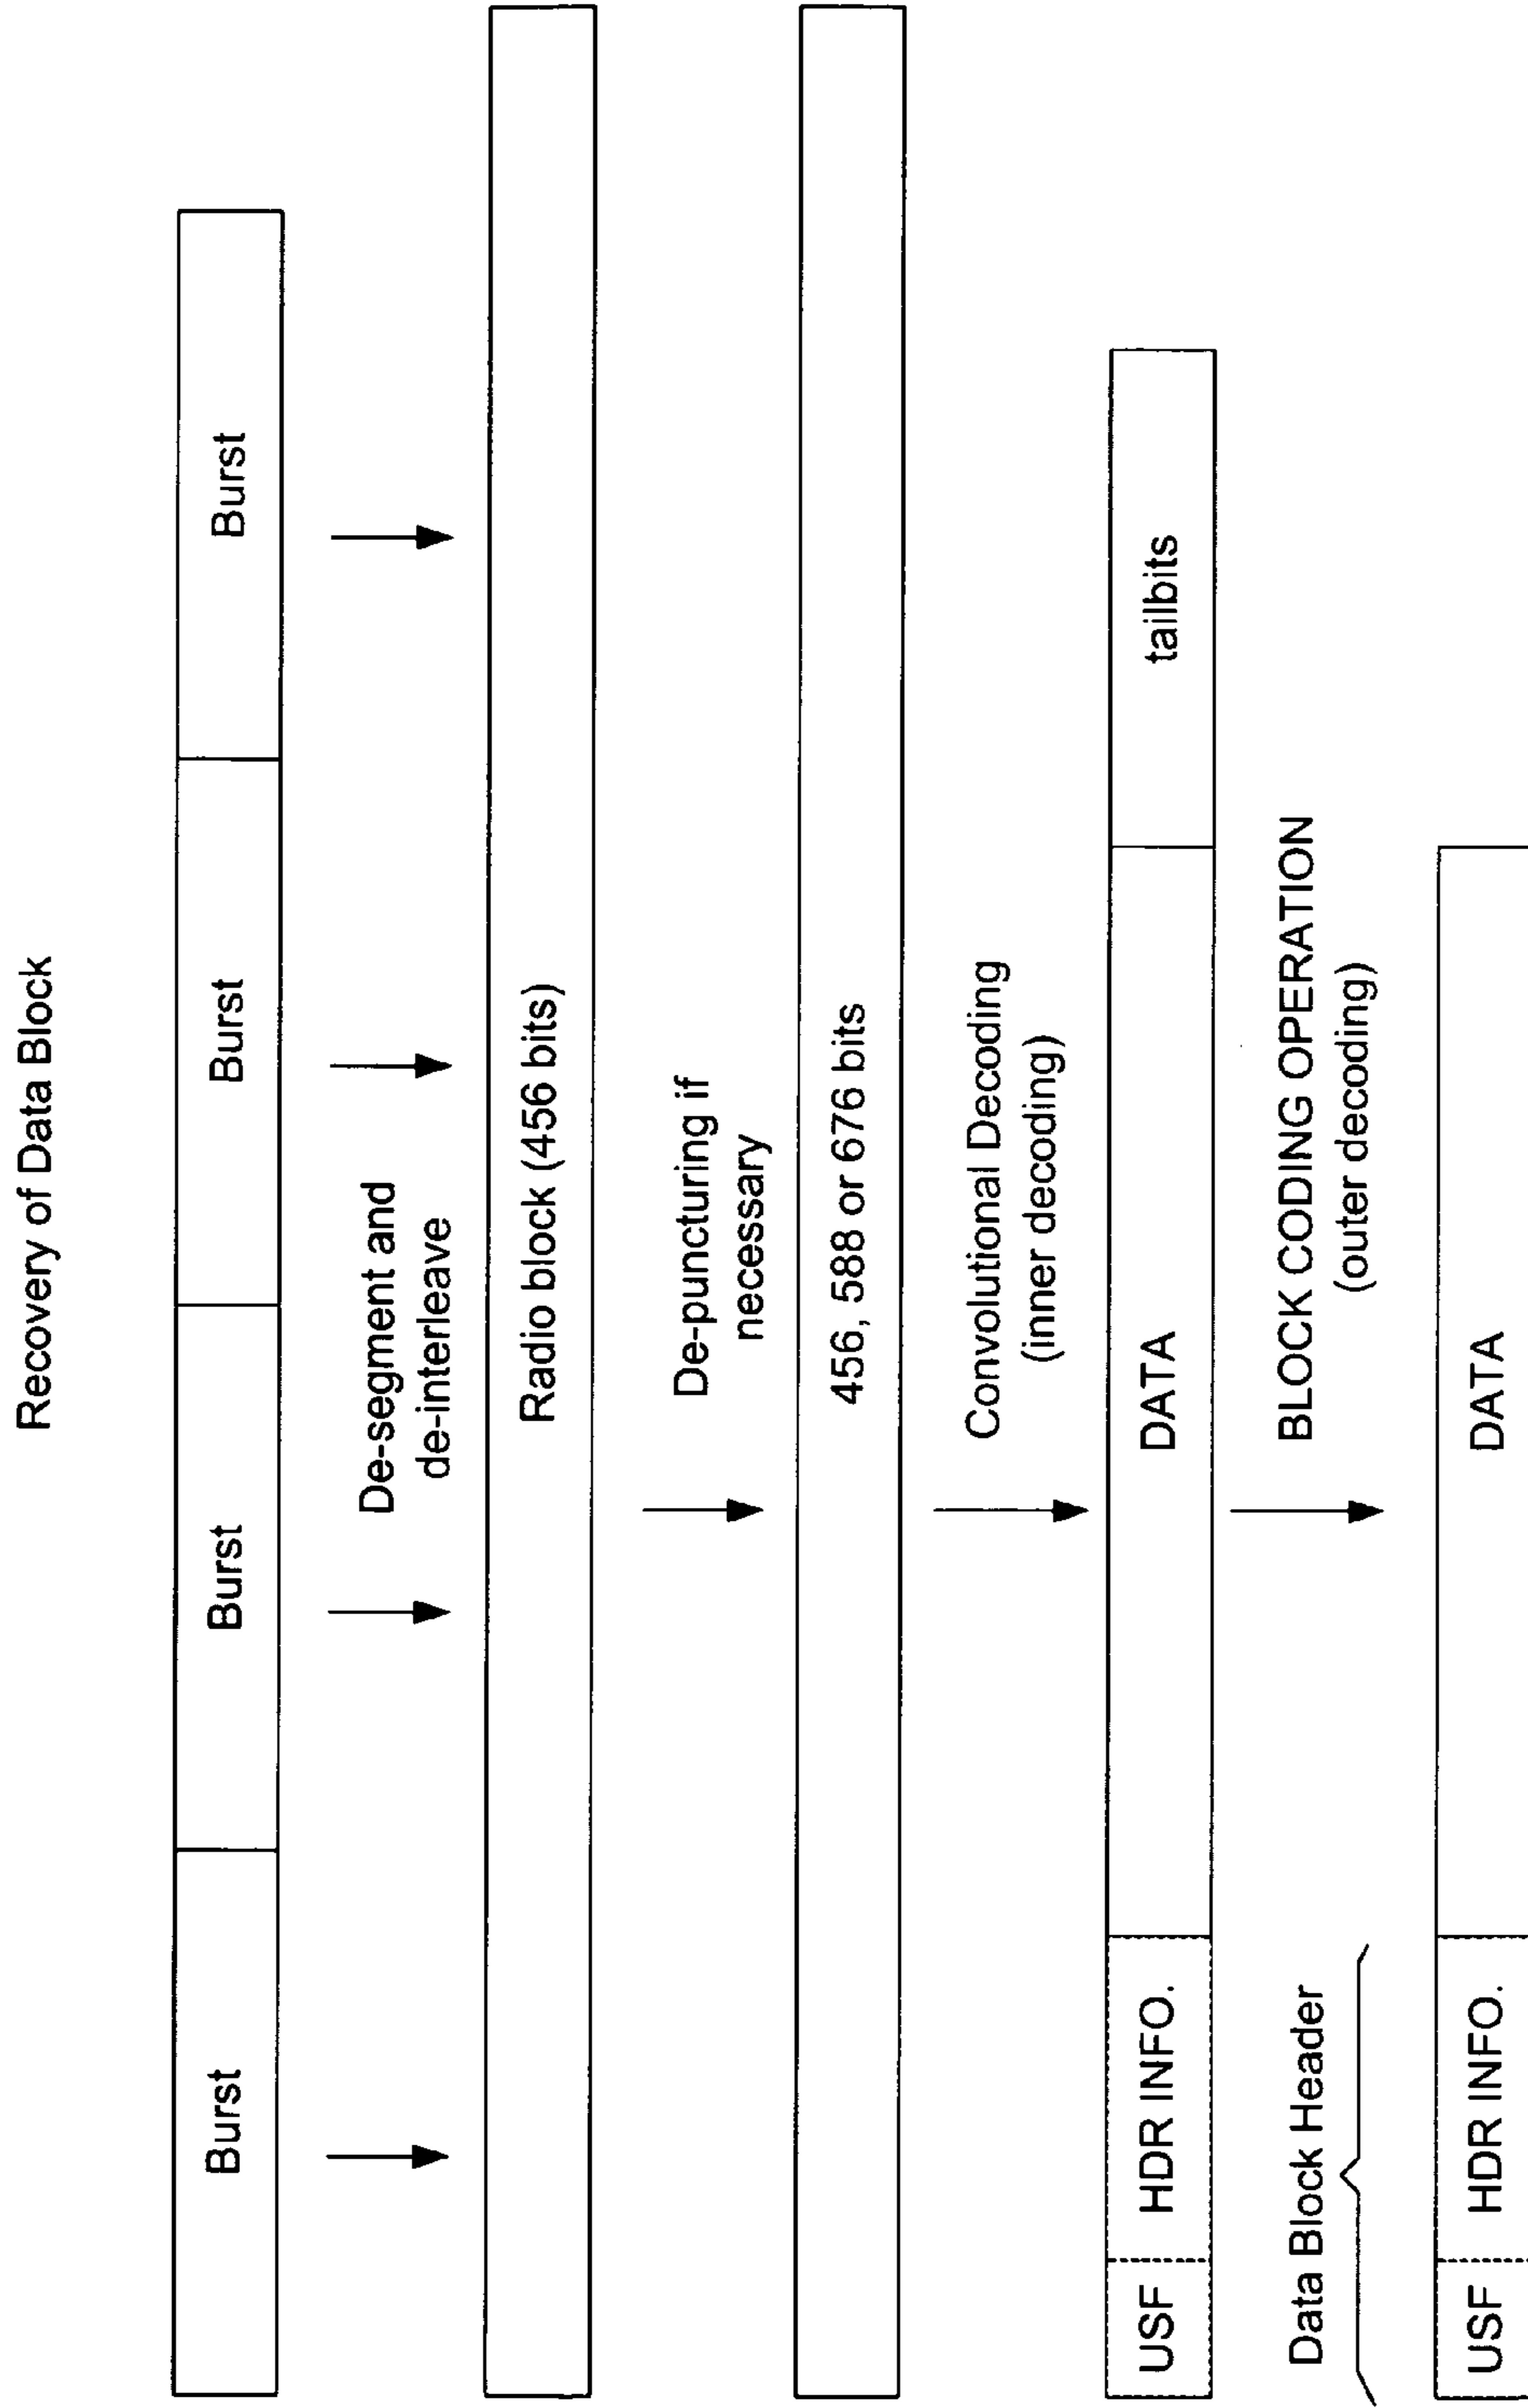 Recovery of Data Block
Burst Burst Burst Burst
De-segment and
de-interleave
Radio block (456 bits)
De-puncturing if
necessary
456, 588 or 676 bits
Convolutional Decoding
(inner decoding)
USF HDR INFO. DATA tailbits
Data Block Header
BLOCK CODING OPERATION
(outer decoding)
USF HDR INFO. DATA